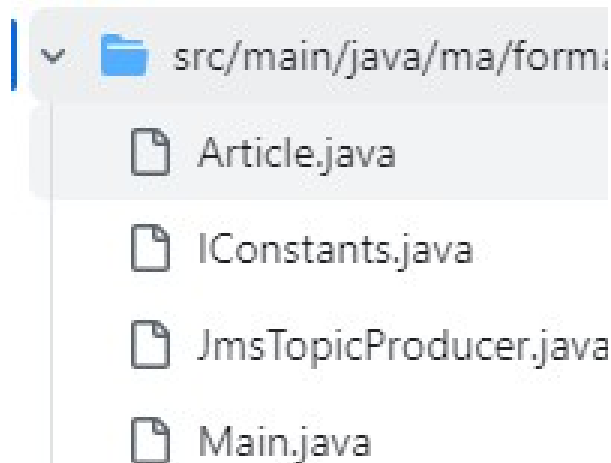 src/main/java/ma/forma
Article.java
IConstants.java
JmsTopicProducer.java
Main.java